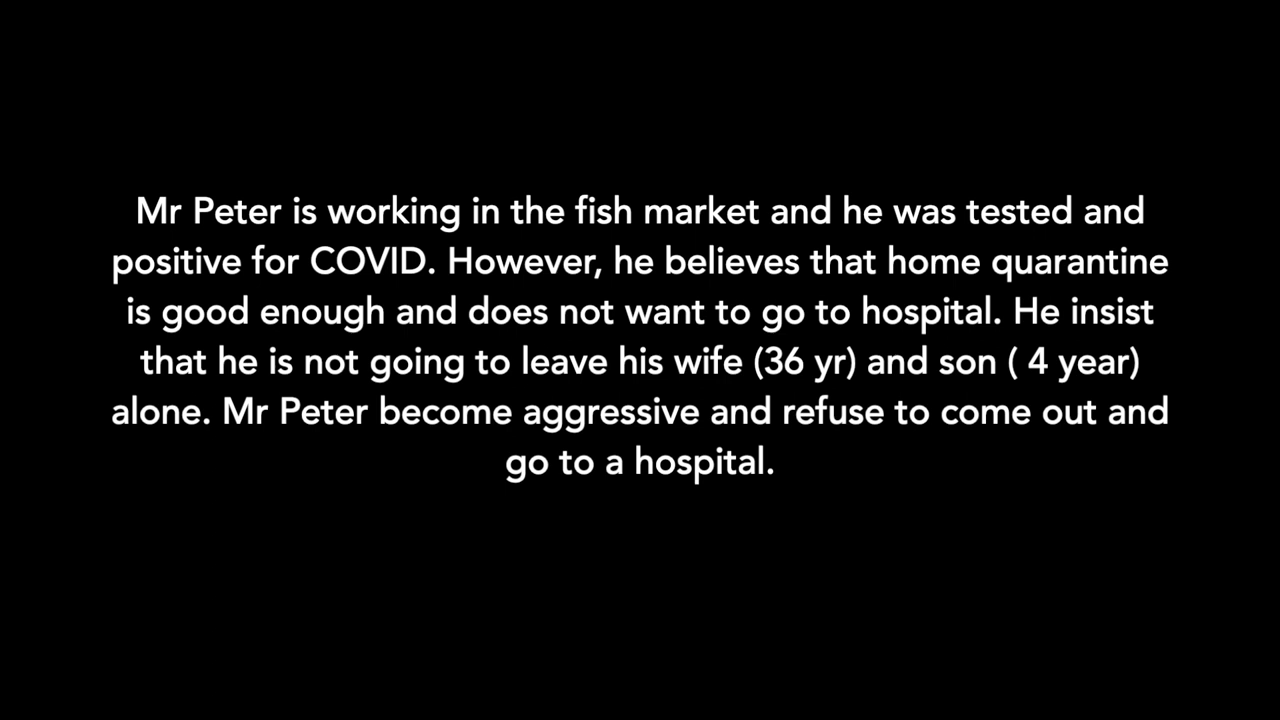 Mr Peter is working in the fish market and he was tested and
positive for COVID. However, he believes that home quarantine
is good enough and does not want to go to hospital. He insist
that he is not going to leave his wife (36 yr) and son ( 4 year)
alone. Mr Peter become aggressive and refuse to come out and
go to a hospital.